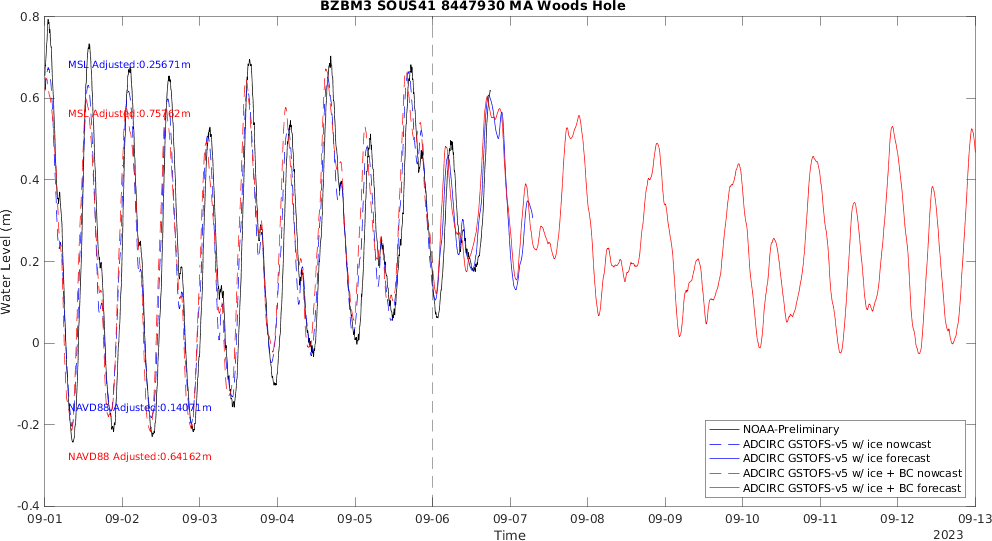 BZBM3 SOUS41 8447930 MA Woods Hole
0.8
0.6
0.4
0.2
0
-0.2
-0.4
Water Level (m)
MSL Adjusted:0.25671m
MSL Adjusted:0.75762m
NAVD88 Adjusted:0.14071m
NAVD88 Adjusted:0.64162m
NOAA-Preliminary
ADCIRC GSTOFS-v5 w/ ice nowcast
ADCIRC GSTOFS-v5 w/ ice forecast
ADCIRC GSTOFS-v5 w/ ice + BC nowcast
ADCIRC GSTOFS-v5 w/ ice + BC forecast
09-01 09-02 09-03 09-04 09-05 09-06 09-07 09-08 09-09 09-10 09-11 09-12 09-13
Time
2023